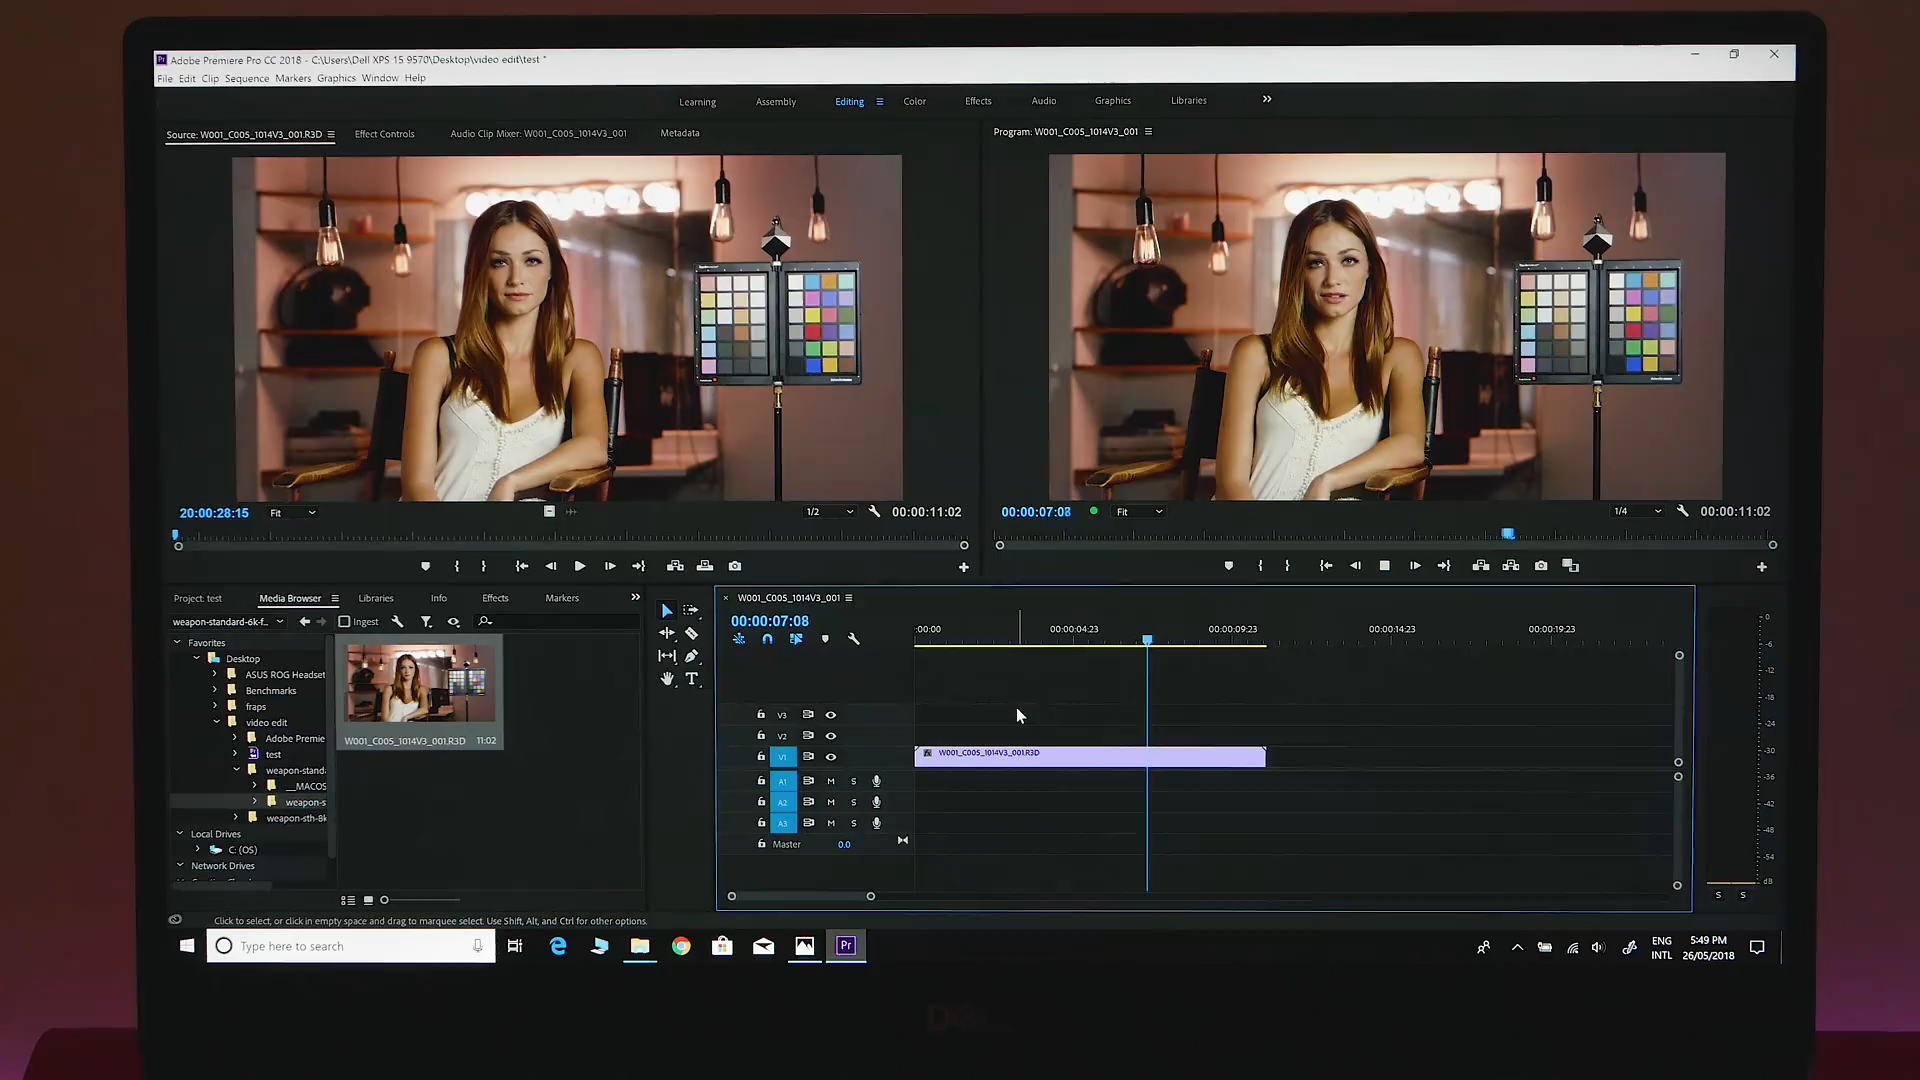 Adobe Premiere Pro CC 2018 - C:\Users\Dell XPS 15 9570\Desktop\video edit\test *
File Edit Clip Sequence Markers Graphics Window Help
Learning Assembly Editing Color Effects Audio Graphics Libraries
Source: W001_C005_1014V3_001.R3D Effect Controls Audio Clip Mixer: W001_C005_1014V3_001 Metadata
Program: W001_C005_1014V3_001
20:00:28:15 Fit 1/2 00:00:11:02
00:00:07:08 Fit 1/4 00:00:11:02
Project: test Media Browser Libraries Info Effects Markers
weapon-standard-6k-f... Ingest
Favorites
Desktop
ASUS ROG Headset
Benchmarks
fraps
video edit
Adobe Premie
test
weapon-standa
__MACOS
weapon-s
weapon-sth-8k
Local Drives
C: (OS)
Network Drives
W001_C005_1014V3_001.R3D 11:02
W001_C005_1014V3_001
00:00:07:08
:00:00 00:00:04:23 00:00:09:23 00:00:14:23 00:00:19:23
V3
V2
V1 W001_C005_1014V3_001.R3D
A1 M S
A2 M S
A3 M S
Master 0.0
0
-6
-12
-18
-24
-30
-36
-42
-48
-54
dB
S S
Click to select, or click in empty space and drag to marquee select. Use Shift, Alt, and Ctrl for other options.
Type here to search
Pr
ENG
INTL
5:49 PM
26/05/2018